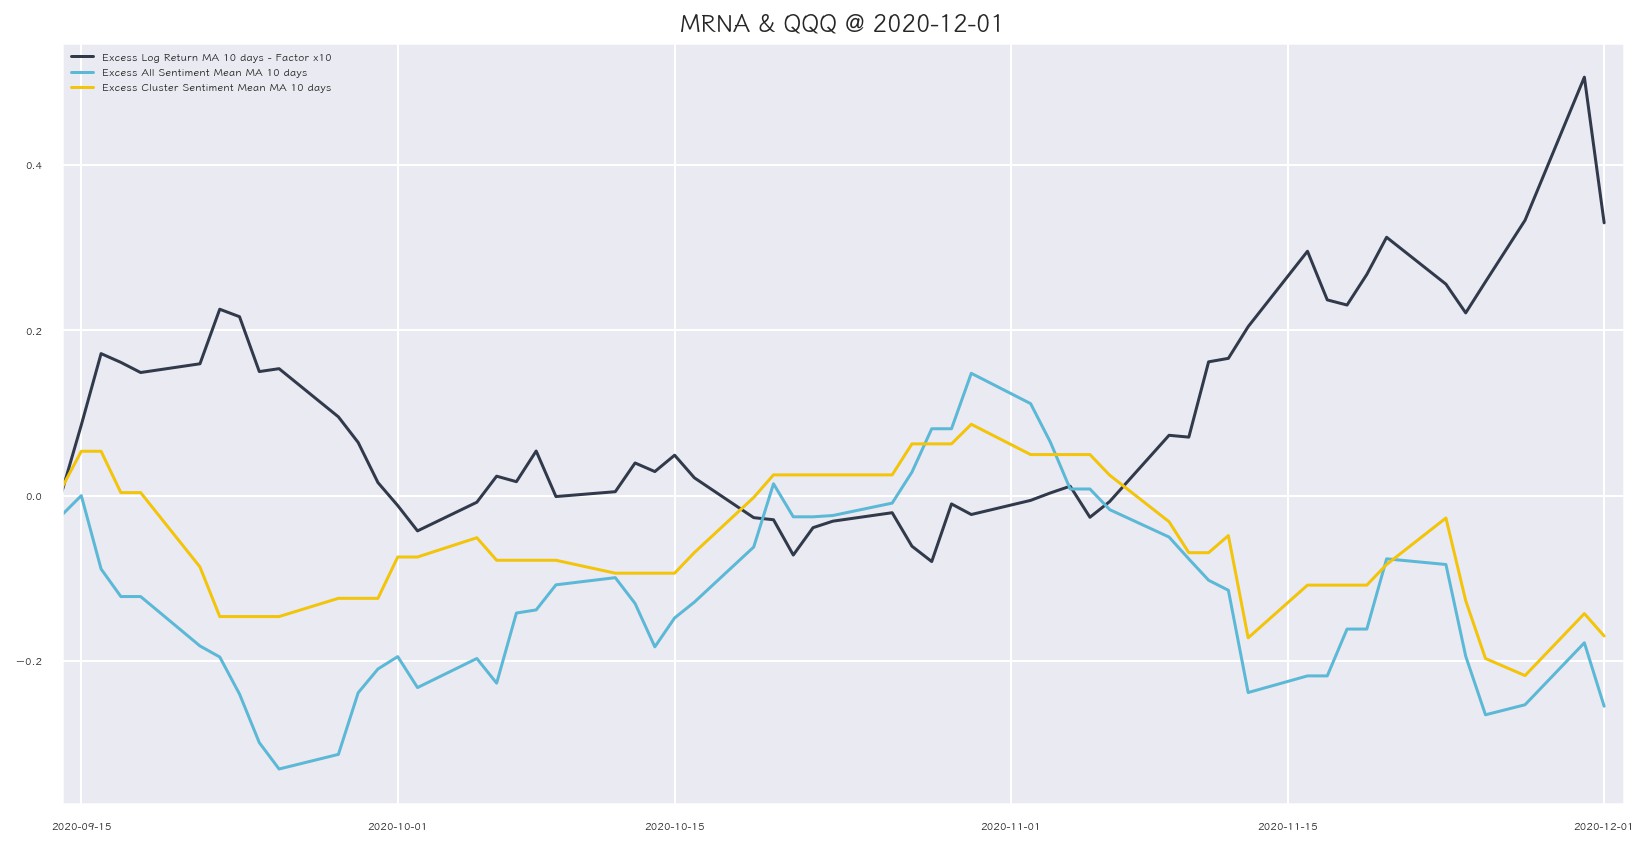 MRNA & QQQ @ 2020-12-01
Excess Log Return MA 10 days - Factor x10
Excess All Sentiment Mean MA 10 days
Excess Cluster Sentiment Mean MA 10 days
0.4
0.2
0.0
−0.2
2020-09-15 2020-10-01 2020-10-15 2020-11-01 2020-11-15 2020-12-01